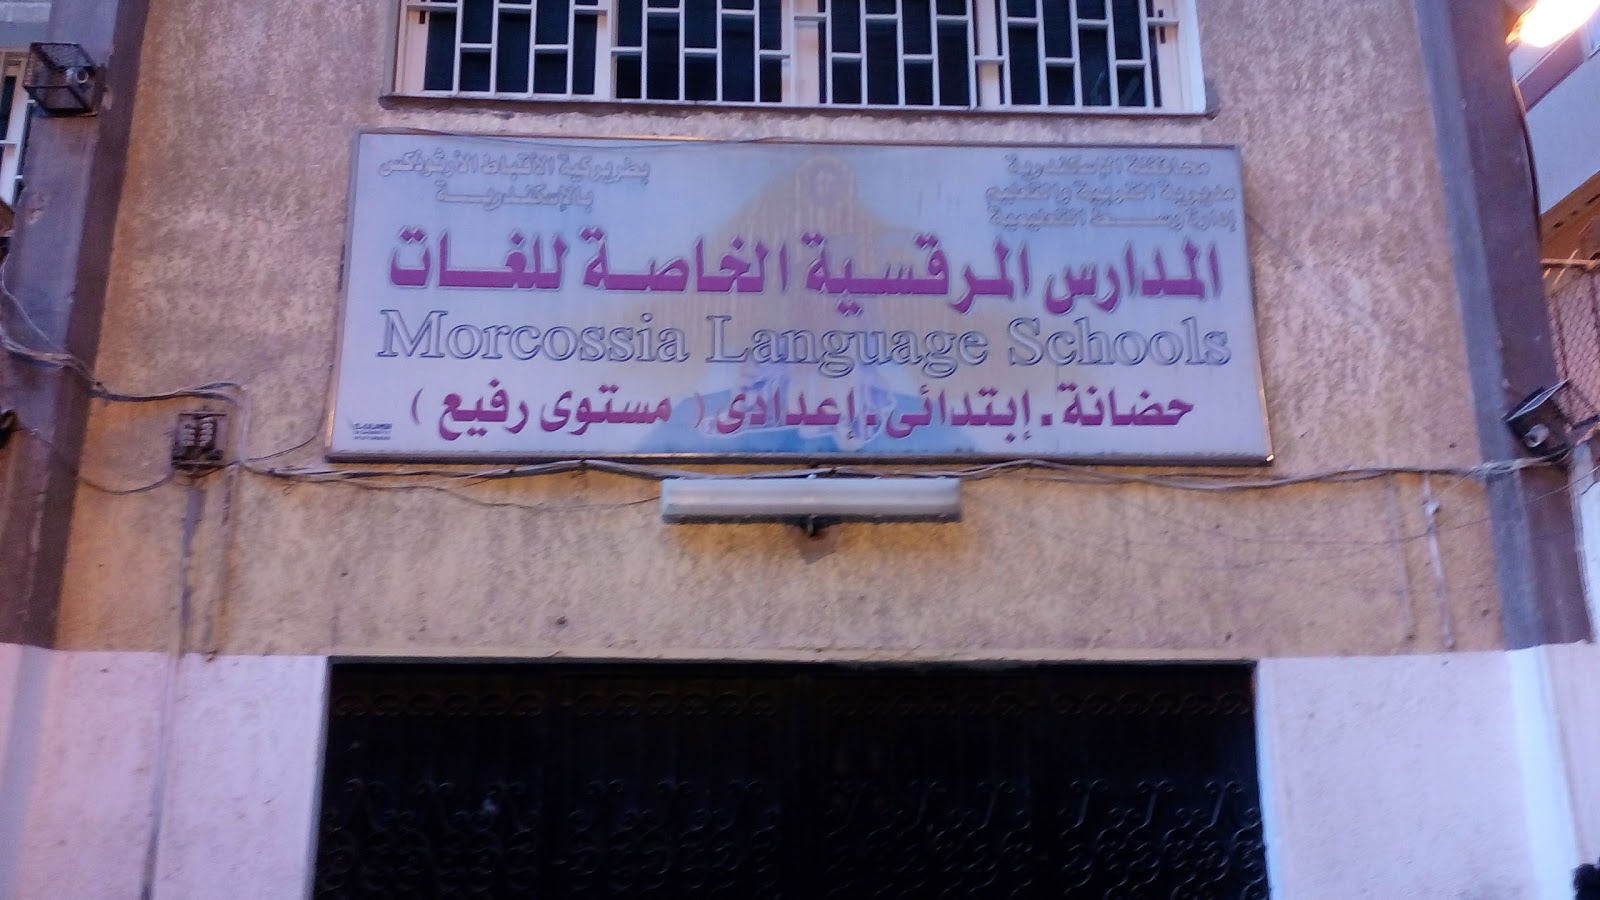 محافظة الإسكندرية
مديرية التربية والتعليم
إدارة وسط التعليمية
بطريركية الأقباط الأرثوذكس
بالإسكندرية
المدارس المرقسية الخاصة للغات
Morcossia Language Schools
حضانة . إبتدائى . إعدادى ( مستوى رفيع )